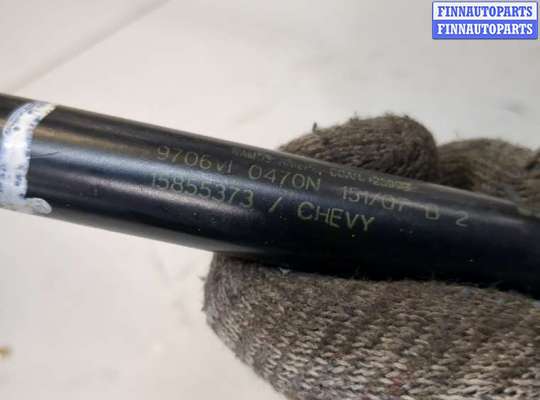 FINNAUTOPARTS
FINNAUTOPARTS
9706vl 0470N 151/07 B 2
15855373 / CHEVY